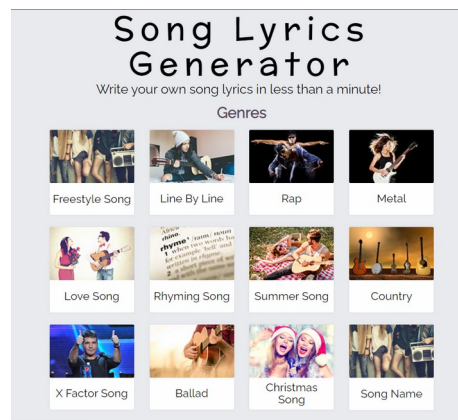 Song Lyrics
Generator
Write your own song lyrics in less than a minute!
Genres
Freestyle Song
Line By Line
Rap
Metal
rhyme
Love Song
Rhyming Song
Summer Song
Country
X Factor Song
Ballad
Christmas
Song
Song Name